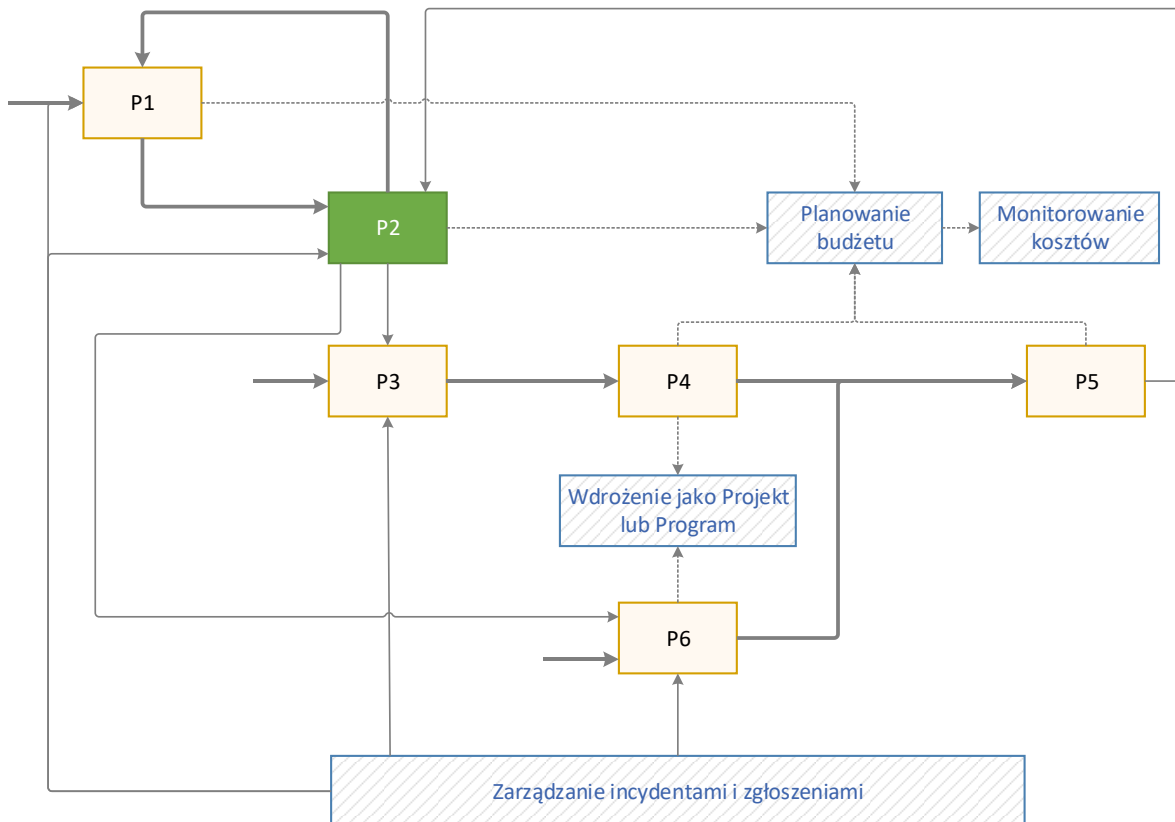 P1
P2
Planowanie
budżetu
Monitorowanie
kosztów
P3
P4
P5
Wdrożenie jako Projekt
lub Program
P6
Zarządzanie incydentami i zgłoszeniami